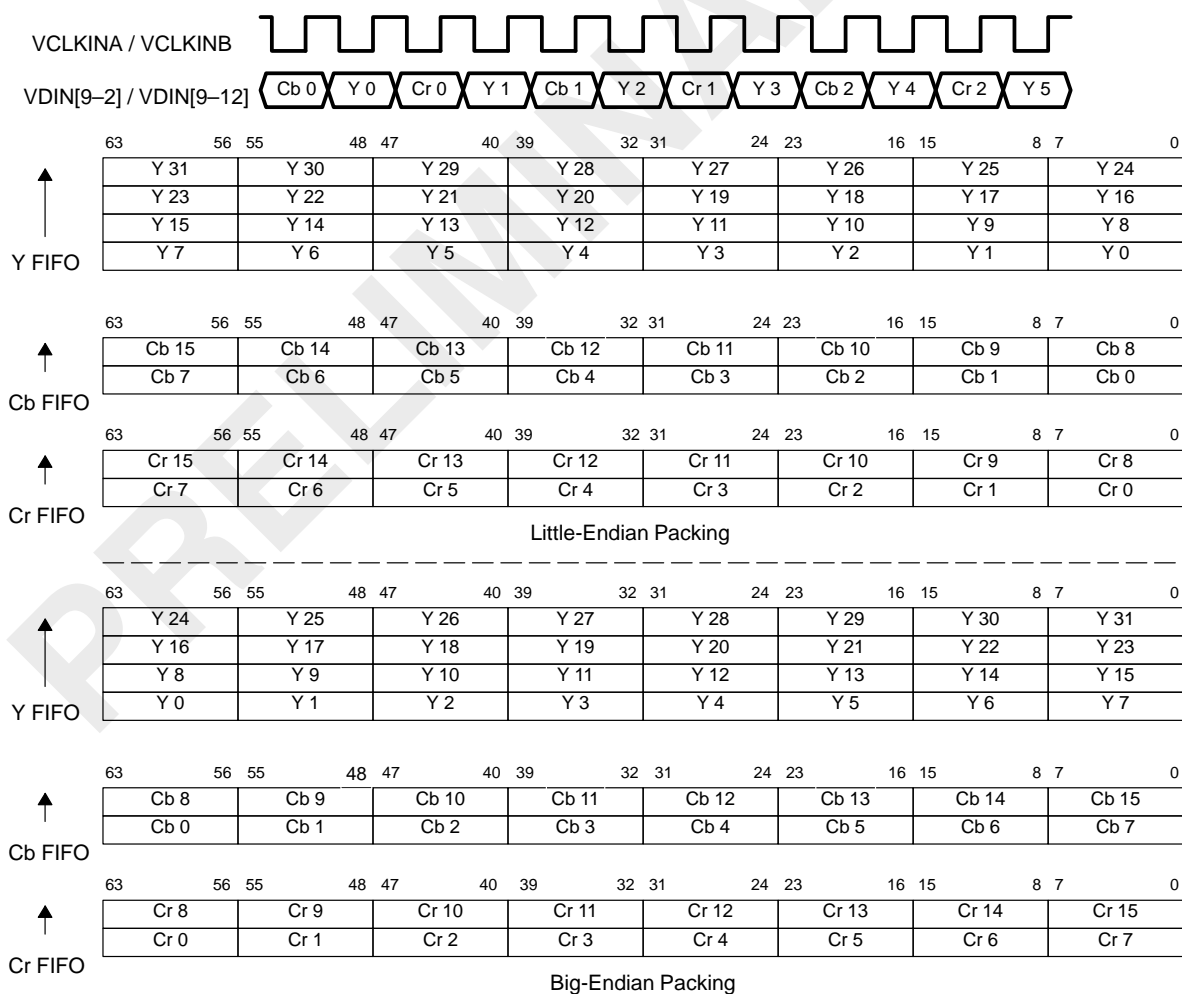 VCLKINA / VCLKINB
VDIN[9–2] / VDIN[9–12] Cb 0 Y 0 Cr 0 Y 1 Cb 1 Y 2 Cr 1 Y 3 Cb 2 Y 4 Cr 2 Y 5
63 56 55 48 47 40 39 32 31 24 23 16 15 8 7 0
Y 31 Y 30 Y 29 Y 28 Y 27 Y 26 Y 25 Y 24
Y 23 Y 22 Y 21 Y 20 Y 19 Y 18 Y 17 Y 16
Y 15 Y 14 Y 13 Y 12 Y 11 Y 10 Y 9 Y 8
Y 7 Y 6 Y 5 Y 4 Y 3 Y 2 Y 1 Y 0
Y FIFO
63 56 55 48 47 40 39 32 31 24 23 16 15 8 7 0
Cb 15 Cb 14 Cb 13 Cb 12 Cb 11 Cb 10 Cb 9 Cb 8
Cb 7 Cb 6 Cb 5 Cb 4 Cb 3 Cb 2 Cb 1 Cb 0
Cb FIFO
63 56 55 48 47 40 39 32 31 24 23 16 15 8 7 0
Cr 15 Cr 14 Cr 13 Cr 12 Cr 11 Cr 10 Cr 9 Cr 8
Cr 7 Cr 6 Cr 5 Cr 4 Cr 3 Cr 2 Cr 1 Cr 0
Cr FIFO
Little-Endian Packing
63 56 55 48 47 40 39 32 31 24 23 16 15 8 7 0
Y 24 Y 25 Y 26 Y 27 Y 28 Y 29 Y 30 Y 31
Y 16 Y 17 Y 18 Y 19 Y 20 Y 21 Y 22 Y 23
Y 8 Y 9 Y 10 Y 11 Y 12 Y 13 Y 14 Y 15
Y 0 Y 1 Y 2 Y 3 Y 4 Y 5 Y 6 Y 7
Y FIFO
63 56 55 48 47 40 39 32 31 24 23 16 15 8 7 0
Cb 8 Cb 9 Cb 10 Cb 11 Cb 12 Cb 13 Cb 14 Cb 15
Cb 0 Cb 1 Cb 2 Cb 3 Cb 4 Cb 5 Cb 6 Cb 7
Cb FIFO
63 56 55 48 47 40 39 32 31 24 23 16 15 8 7 0
Cr 8 Cr 9 Cr 10 Cr 11 Cr 12 Cr 13 Cr 14 Cr 15
Cr 0 Cr 1 Cr 2 Cr 3 Cr 4 Cr 5 Cr 6 Cr 7
Cr FIFO
Big-Endian Packing
PRELIMINA